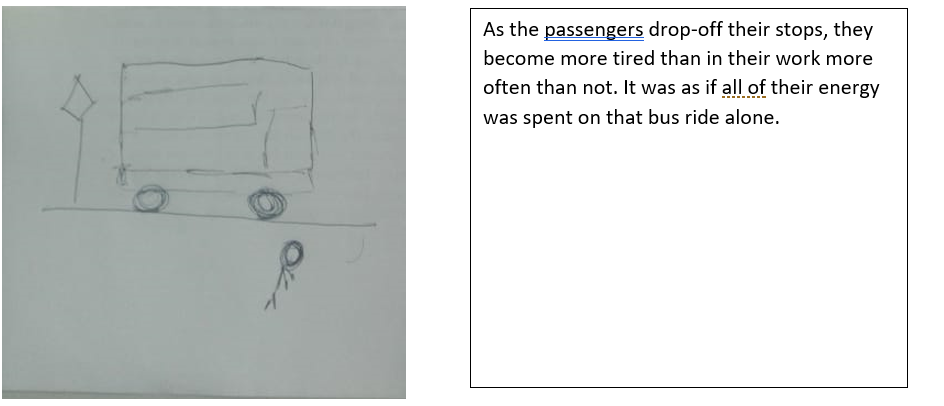 As the passengers drop-off their stops, they
become more tired than in their work more
often than not. It was as if all of their energy
was spent on that bus ride alone.